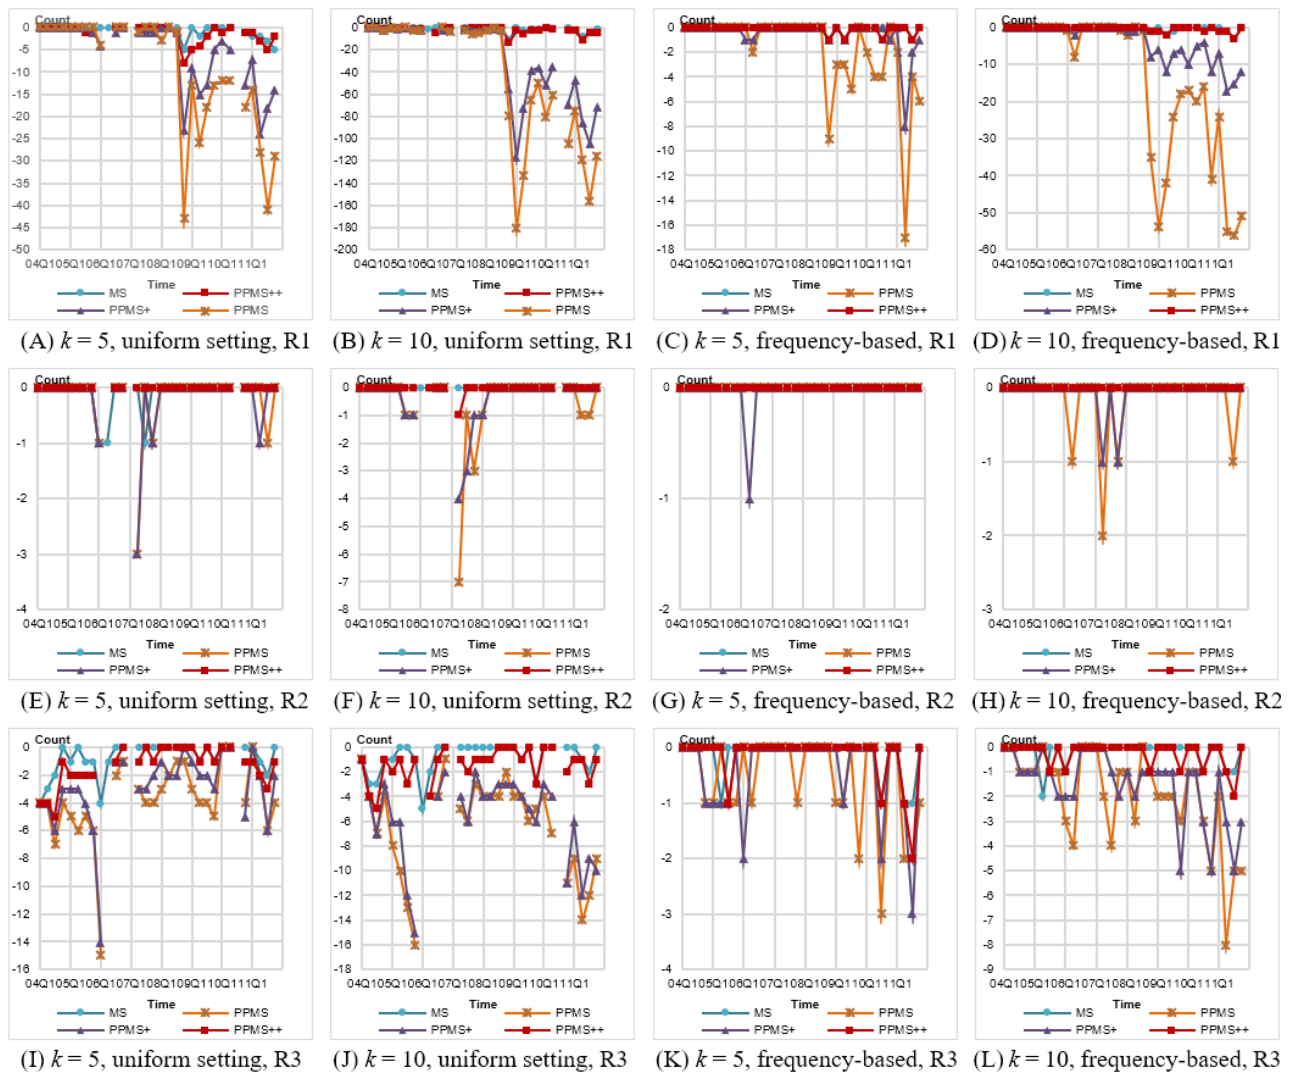 Count
0
-5
-10
-15
-20
-25
-30
-35
-40
-45
-50
04Q105Q106Q107Q108Q109Q110Q111Q1
Time
MS PPMS++
PPMS+ PPMS
(A) k = 5, uniform setting, R1
Count
0
-20
-40
-60
-80
-100
-120
-140
-160
-180
-200
04Q105Q106Q107Q108Q109Q110Q111Q1
Time
MS PPMS++
PPMS+ PPMS
(B) k = 10, uniform setting, R1
Count
0
-2
-4
-6
-8
-10
-12
-14
-16
-18
04Q105Q106Q107Q108Q109Q110Q111Q1
Time
MS PPMS
PPMS+ PPMS++
(C) k = 5, frequency-based, R1
Count
0
-10
-20
-30
-40
-50
-60
04Q105Q106Q107Q108Q109Q110Q111Q1
Time
MS PPMS
PPMS+ PPMS++
(D) k = 10, frequency-based, R1
Count
0
-1
-2
-3
-4
04Q105Q106Q107Q108Q109Q110Q111Q1
Time
MS PPMS
PPMS+ PPMS++
(E) k = 5, uniform setting, R2
Count
0
-1
-2
-3
-4
-5
-6
-7
-8
04Q105Q106Q107Q108Q109Q110Q111Q1
Time
MS PPMS
PPMS+ PPMS++
(F) k = 10, uniform setting, R2
Count
0
-1
-2
04Q105Q106Q107Q108Q109Q110Q111Q1
Time
MS PPMS
PPMS+ PPMS++
(G) k = 5, frequency-based, R2
Count
0
-1
-2
-3
04Q105Q106Q107Q108Q109Q110Q111Q1
Time
MS PPMS
PPMS+ PPMS++
(H) k = 10, frequency-based, R2
Count
0
-2
-4
-6
-8
-10
-12
-14
-16
04Q105Q106Q107Q108Q109Q110Q111Q1
Time
MS PPMS
PPMS+ PPMS++
(I) k = 5, uniform setting, R3
Count
0
-2
-4
-6
-8
-10
-12
-14
-16
-18
04Q105Q106Q107Q108Q109Q110Q111Q1
Time
MS PPMS
PPMS+ PPMS++
(J) k = 10, uniform setting, R3
Count
0
-1
-2
-3
-4
04Q105Q106Q107Q108Q109Q110Q111Q1
Time
MS PPMS
PPMS+ PPMS++
(K) k = 5, frequency-based, R3
Count
0
-1
-2
-3
-4
-5
-6
-7
-8
-9
04Q105Q106Q107Q108Q109Q110Q111Q1
Time
MS PPMS
PPMS+ PPMS++
(L) k = 10, frequency-based, R3